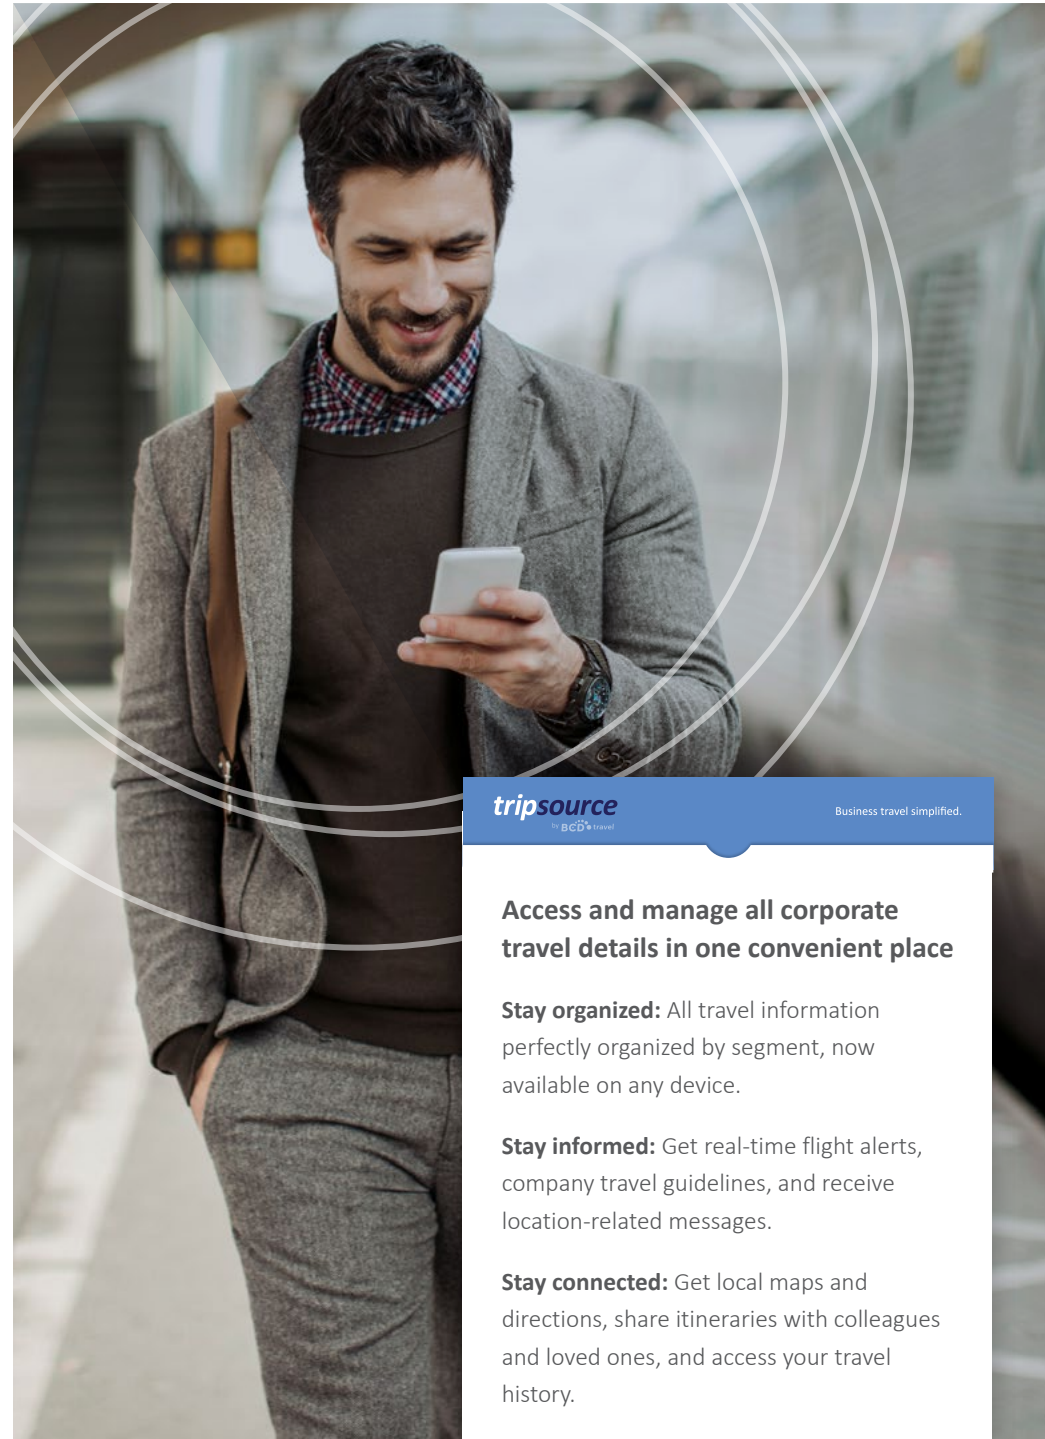 tripsource
by BCD travel
Business travel simplified.
Access and manage all corporate
travel details in one convenient place
Stay organized: All travel information
perfectly organized by segment, now
available on any device.
Stay informed: Get real-time flight alerts,
company travel guidelines, and receive
location-related messages.
Stay connected: Get local maps and
directions, share itineraries with colleagues
and loved ones, and access your travel
history.